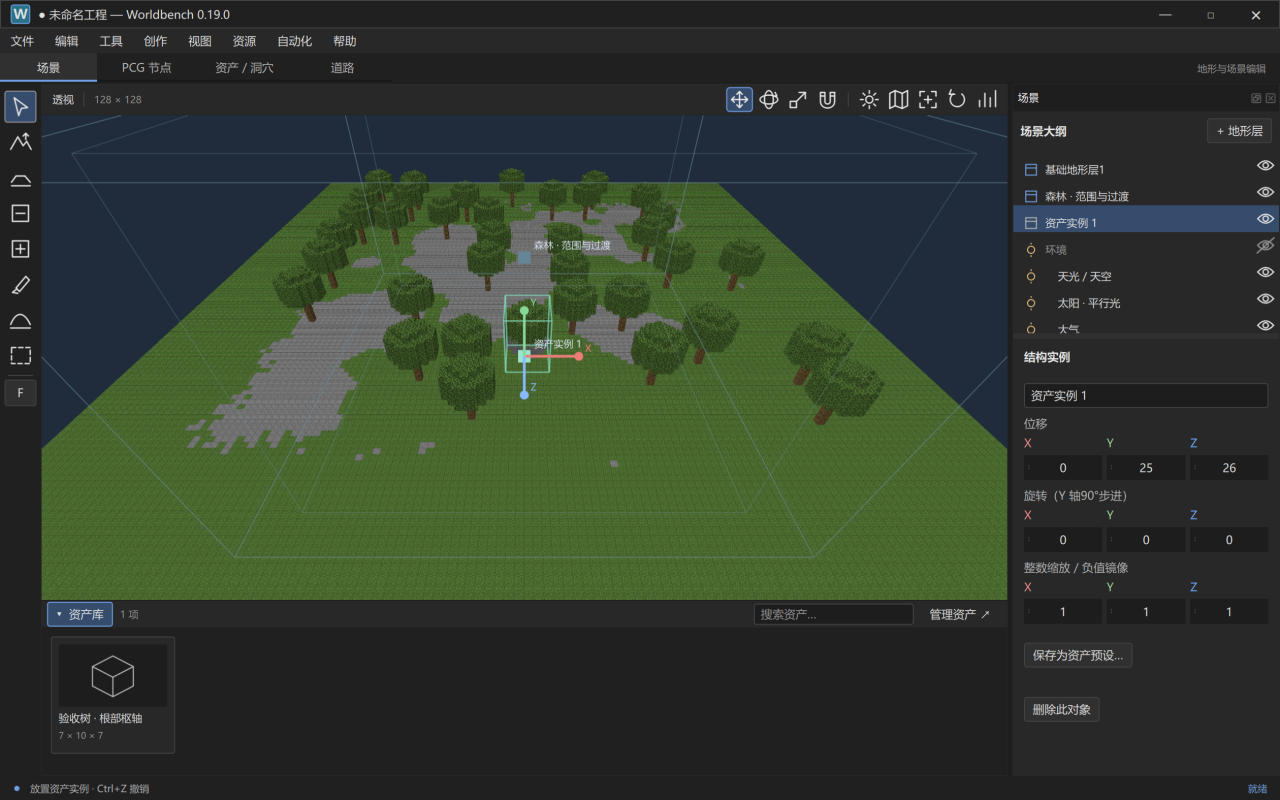 W ● 未命名工程 — Worldbench 0.19.0
文件 编辑 工具 创作 视图 资源 自动化 帮助
场景 PCG 节点 资产 / 洞穴 道路 地形与场景编辑
透视 128 × 128
场景
场景大纲 + 地形层
基础地形层1
森林 · 范围与过渡
资产实例 1
环境
天光 / 天空
太阳 · 平行光
大气
森林 · 范围与过渡
Y
资产实例 1 X
Z
F
结构实例
资产实例 1
位移
X Y Z
0 25 26
旋转（Y 轴90°步进）
X Y Z
0 0 0
整数缩放 / 负值镜像
X Y Z
1 1 1
保存为资产预设...
删除此对象
▾ 资产库 1 项 搜索资产... 管理资产 ↗
验收树 · 根部枢轴
7 × 10 × 7
放置资产实例 · Ctrl+Z 撤销 就绪